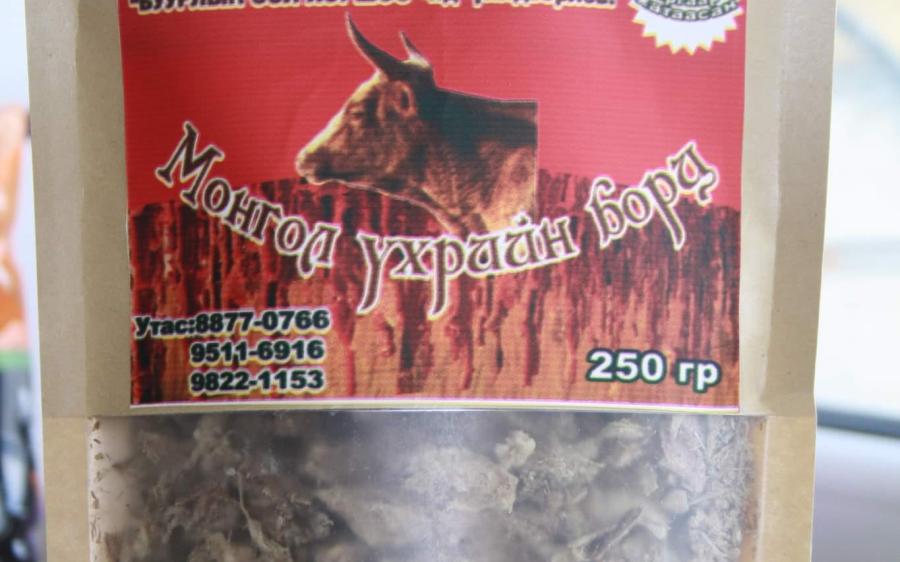 Монгол үхрийн борц
Утас:8877-0766
9511-6916
9822-1153
250 гр